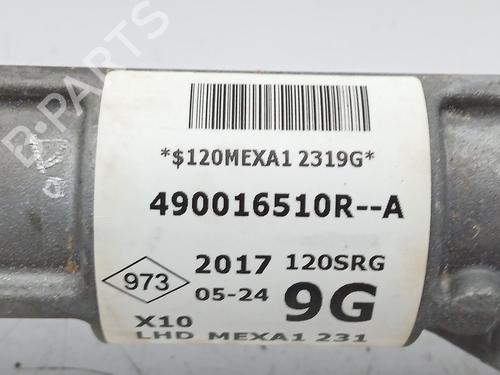 B-PARTS
*$120MEXA1 2319G*
490016510R--A
973
2017 120SRG
05-24 9G
X10
LHD MEXA1 231